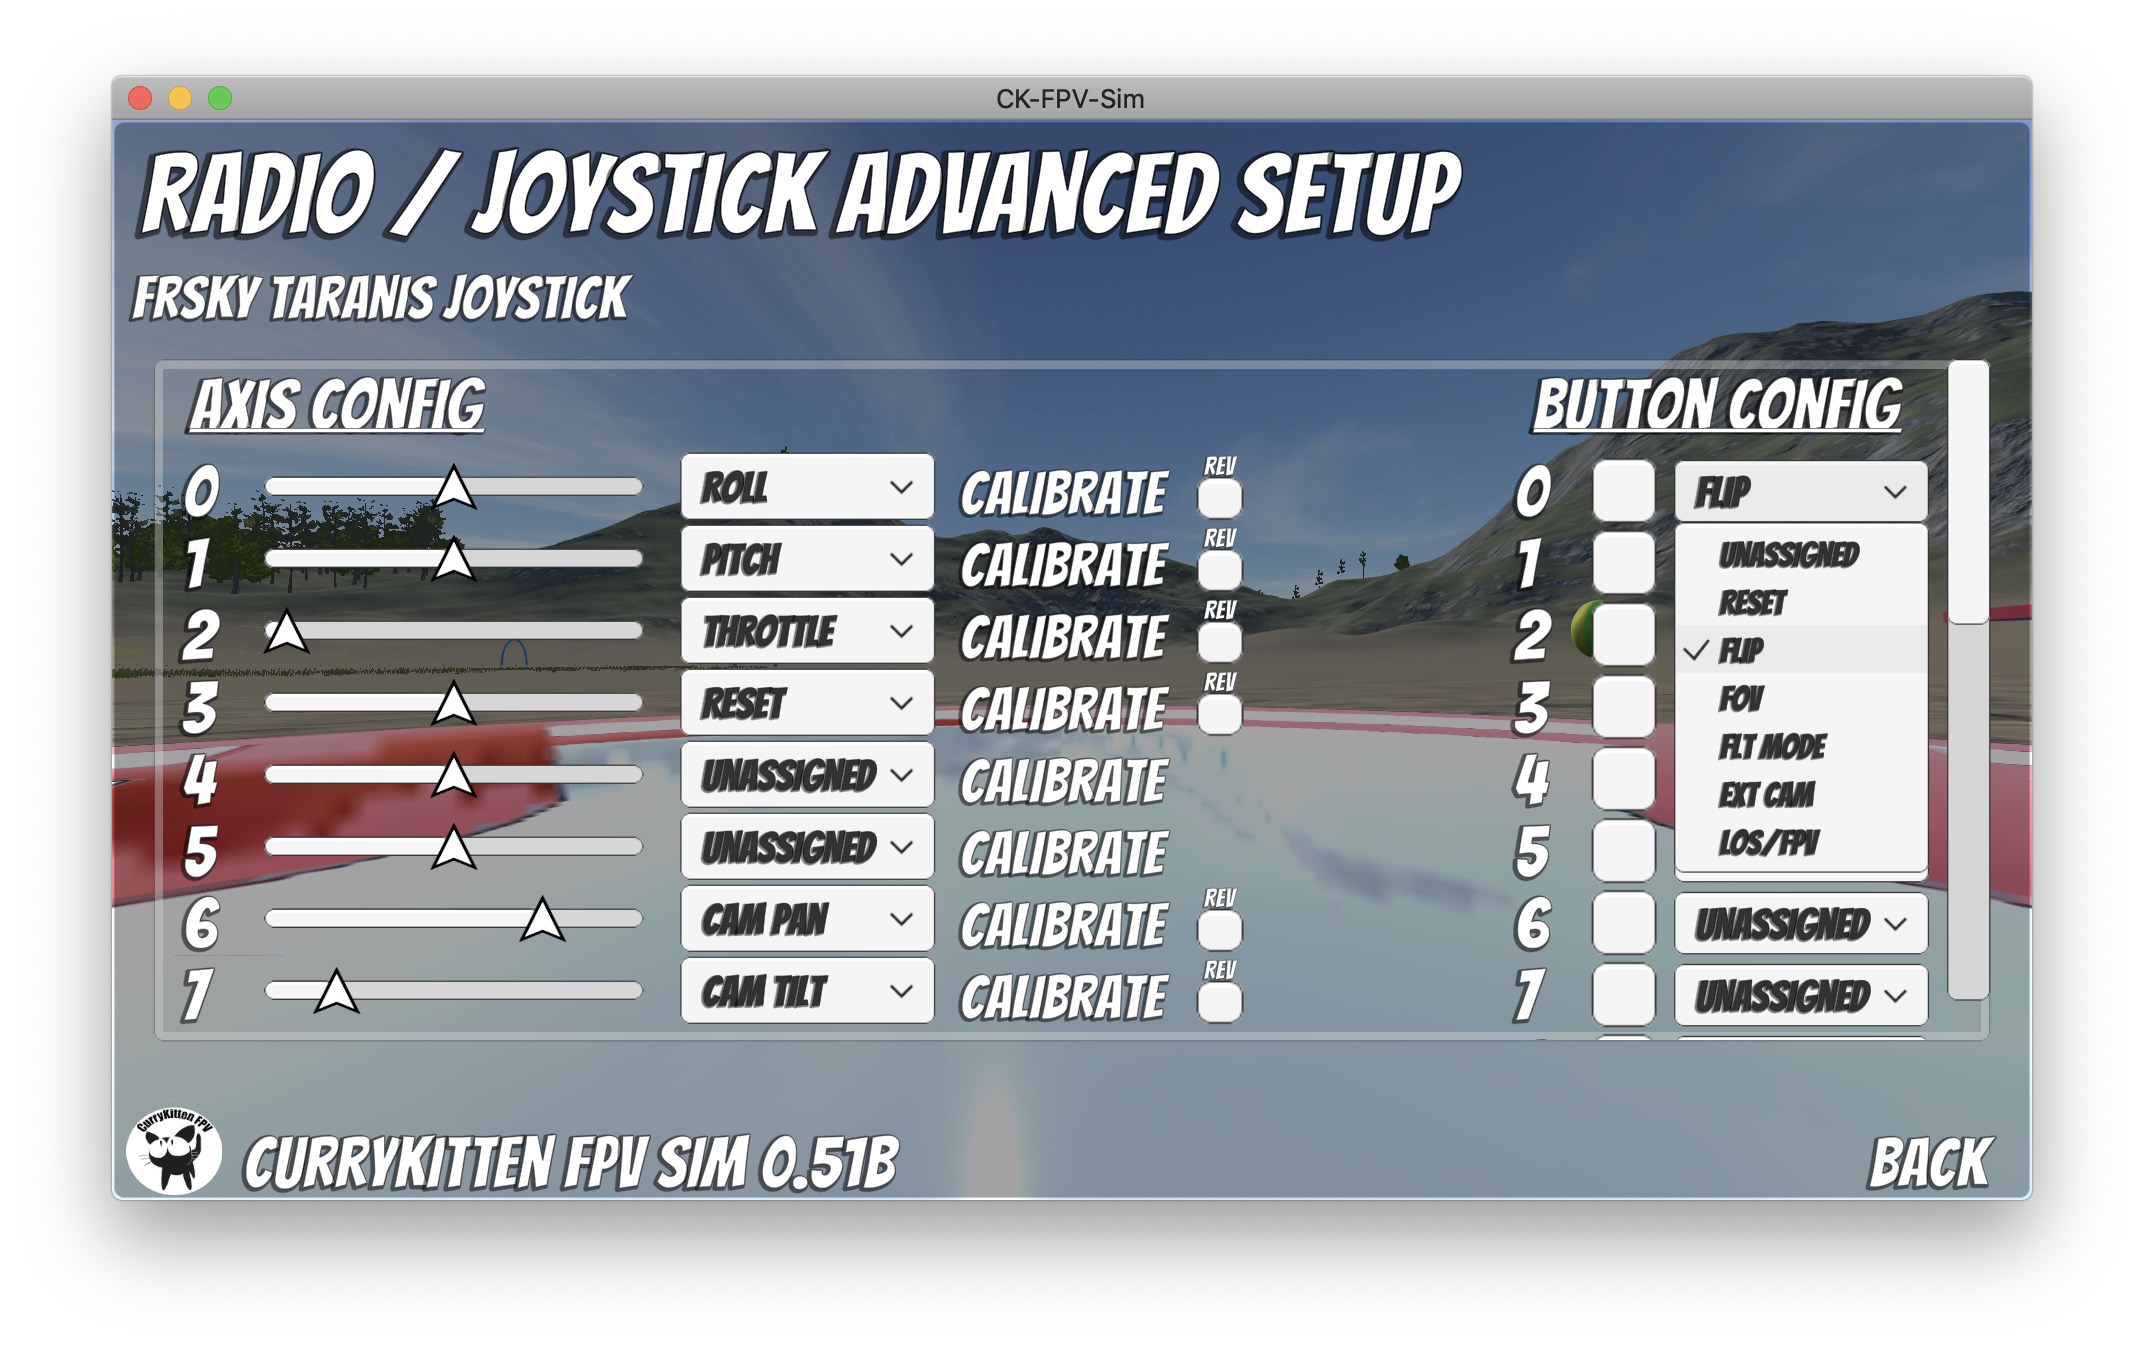 CK-FPV-Sim
RADIO / JOYSTICK ADVANCED SETUP
FRSKY TARANIS JOYSTICK
AXIS CONFIG
0 ROLL CALIBRATE REV
1 PITCH CALIBRATE REV
2 THROTTLE CALIBRATE REV
3 RESET CALIBRATE REV
4 UNASSIGNED CALIBRATE
5 UNASSIGNED CALIBRATE
6 CAM PAN CALIBRATE REV
7 CAM TILT CALIBRATE REV
BUTTON CONFIG
0 FLIP
1
2
3
4
5
UNASSIGNED
RESET
FLIP
FOV
FLT MODE
EXT CAM
LOS/FPV
6 UNASSIGNED
7 UNASSIGNED
CurryKitten FPV
CURRYKITTEN FPV SIM 0.51B
BACK